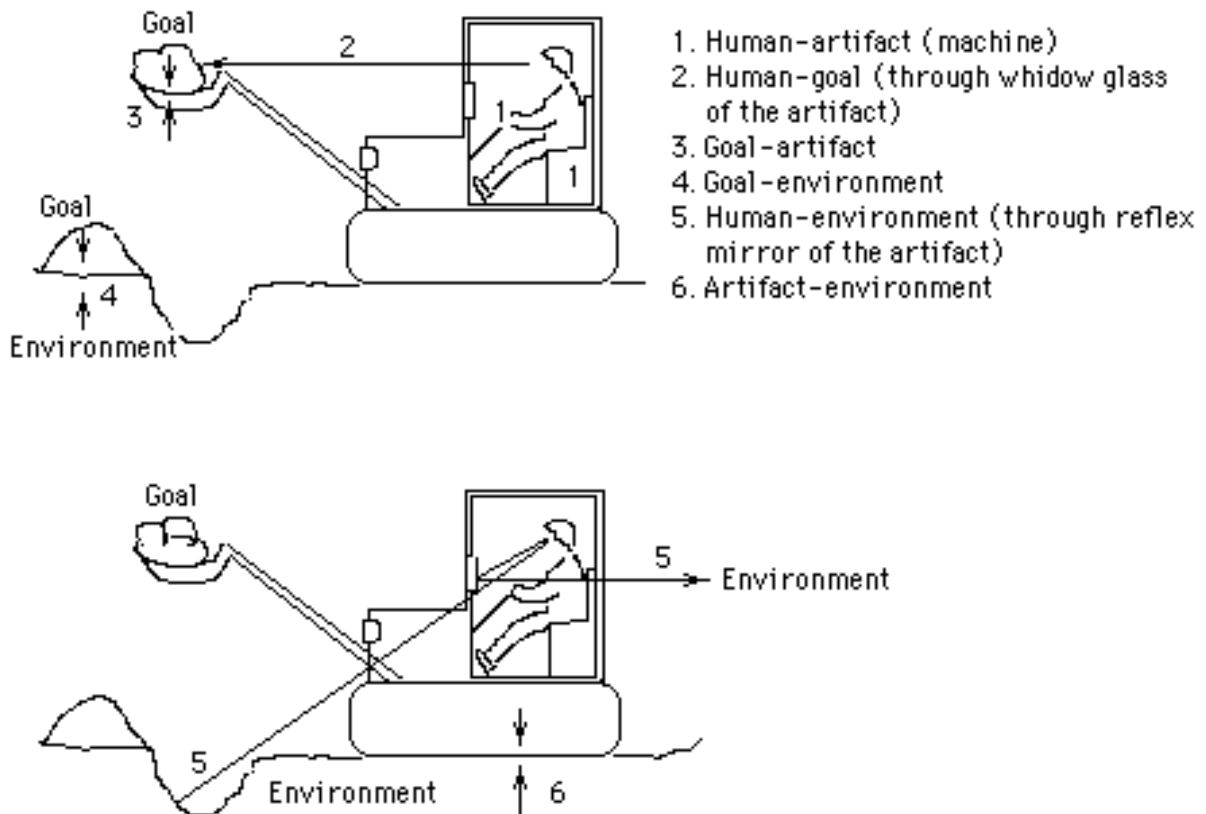 Goal
2
3
1
1
Goal
4
Environment
1. Human-artifact (machine)
2. Human-goal (through whidow glass
of the artifact)
3. Goal-artifact
4. Goal-environment
5. Human-environment (through reflex
mirror of the artifact)
6. Artifact-environment
Goal
5
Environment
5
Environment
6